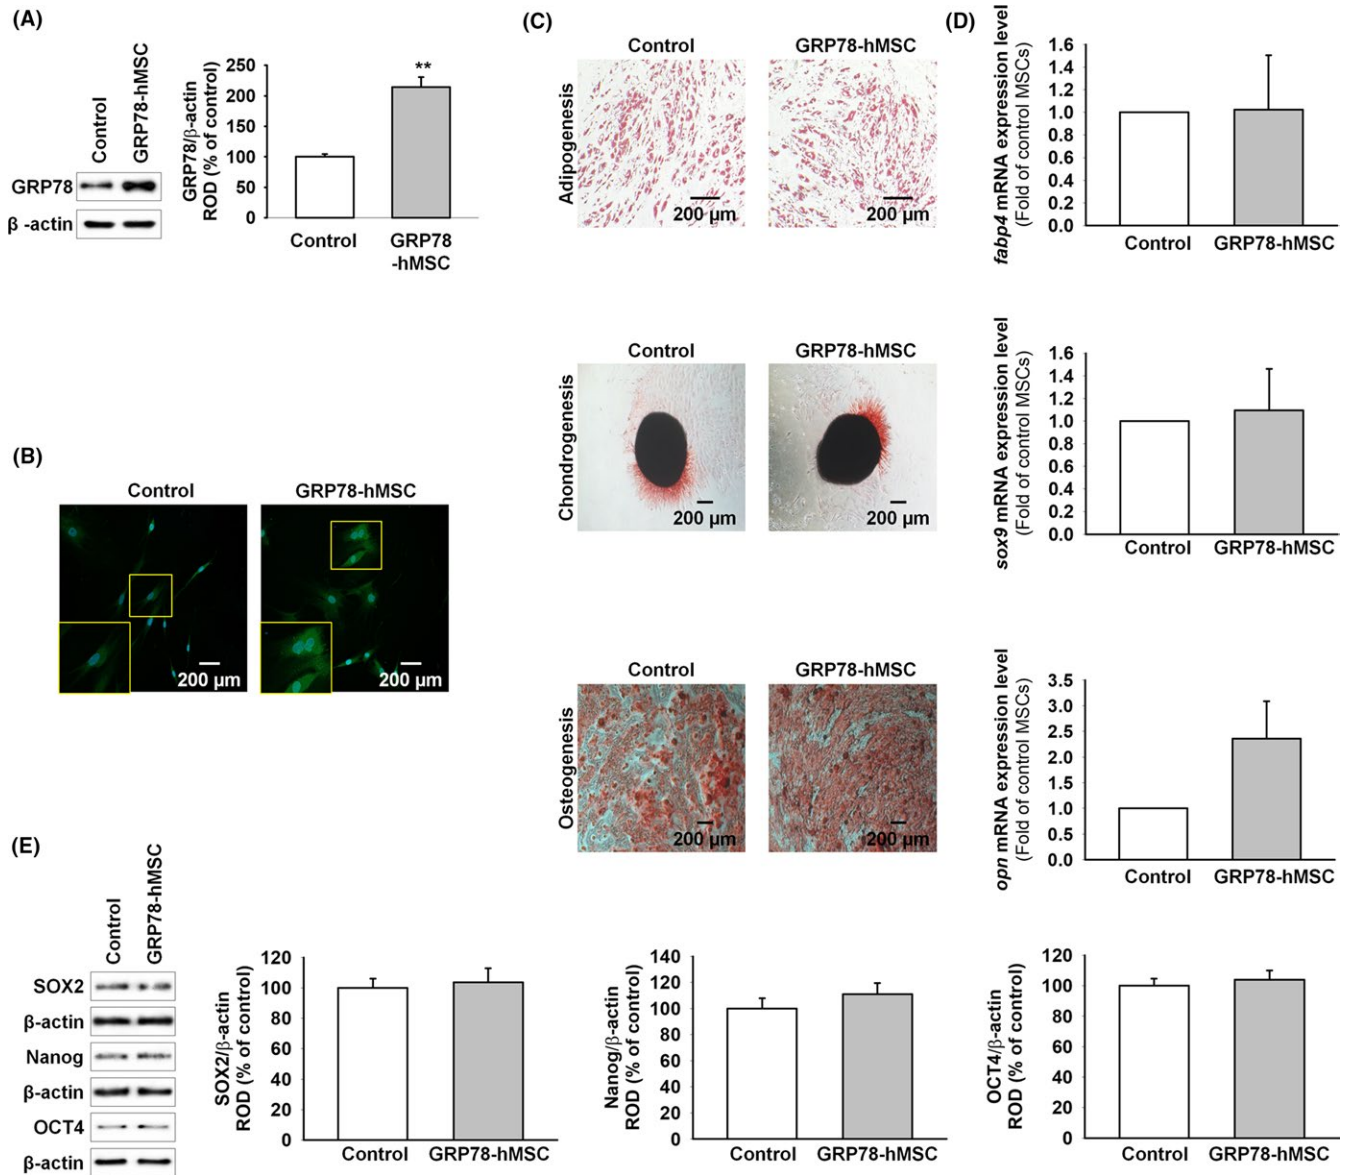 (A)
Control
GRP78-hMSC
GRP78
β -actin
GRP78/β-actin
ROD (% of control)
250
200
150
100
50
0
**
Control
GRP78
-hMSC
(B)
Control
GRP78-hMSC
200 µm
200 µm
(C)
Control
GRP78-hMSC
Adipogenesis
200 µm
200 µm
Control
GRP78-hMSC
Chondrogenesis
200 µm
200 µm
Control
GRP78-hMSC
Osteogenesis
200 µm
200 µm
(D)
fabp4 mRNA expression level
(Fold of control MSCs)
1.6
1.4
1.2
1.0
0.8
0.6
0.4
0.2
0.0
Control
GRP78-hMSC
sox9 mRNA expression level
(Fold of control MSCs)
1.6
1.4
1.2
1.0
0.8
0.6
0.4
0.2
0.0
Control
GRP78-hMSC
opn mRNA expression level
(Fold of control MSCs)
3.5
3.0
2.5
2.0
1.5
1.0
0.5
0.0
Control
GRP78-hMSC
(E)
Control
GRP78-hMSC
SOX2
β-actin
Nanog
β-actin
OCT4
β-actin
SOX2/β-actin
ROD (% of control)
120
100
80
60
40
20
0
Control
GRP78-hMSC
Nanog/β-actin
ROD (% of control)
140
120
100
80
60
40
20
0
Control
GRP78-hMSC
OCT4/β-actin
ROD (% of control)
120
100
80
60
40
20
0
Control
GRP78-hMSC